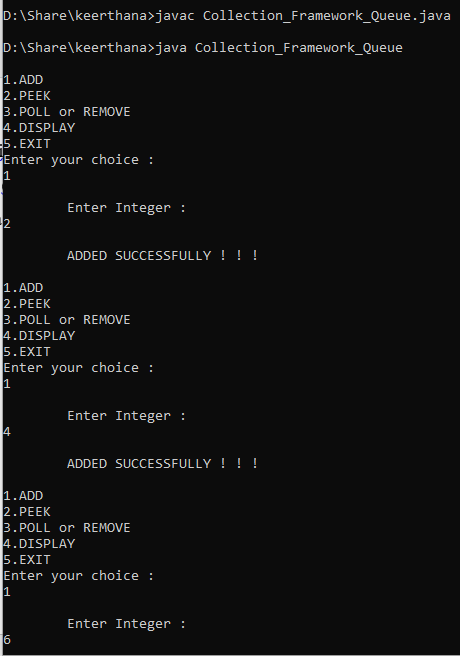 D:\Share\keerthana>javac Collection_Framework_Queue.java
D:\Share\keerthana>java Collection_Framework_Queue
1.ADD
2.PEEK
3.POLL or REMOVE
4.DISPLAY
5.EXIT
Enter your choice :
1
Enter Integer :
2
ADDED SUCCESSFULLY ! ! !
1.ADD
2.PEEK
3.POLL or REMOVE
4.DISPLAY
5.EXIT
Enter your choice :
1
Enter Integer :
4
ADDED SUCCESSFULLY ! ! !
1.ADD
2.PEEK
3.POLL or REMOVE
4.DISPLAY
5.EXIT
Enter your choice :
1
Enter Integer :
6